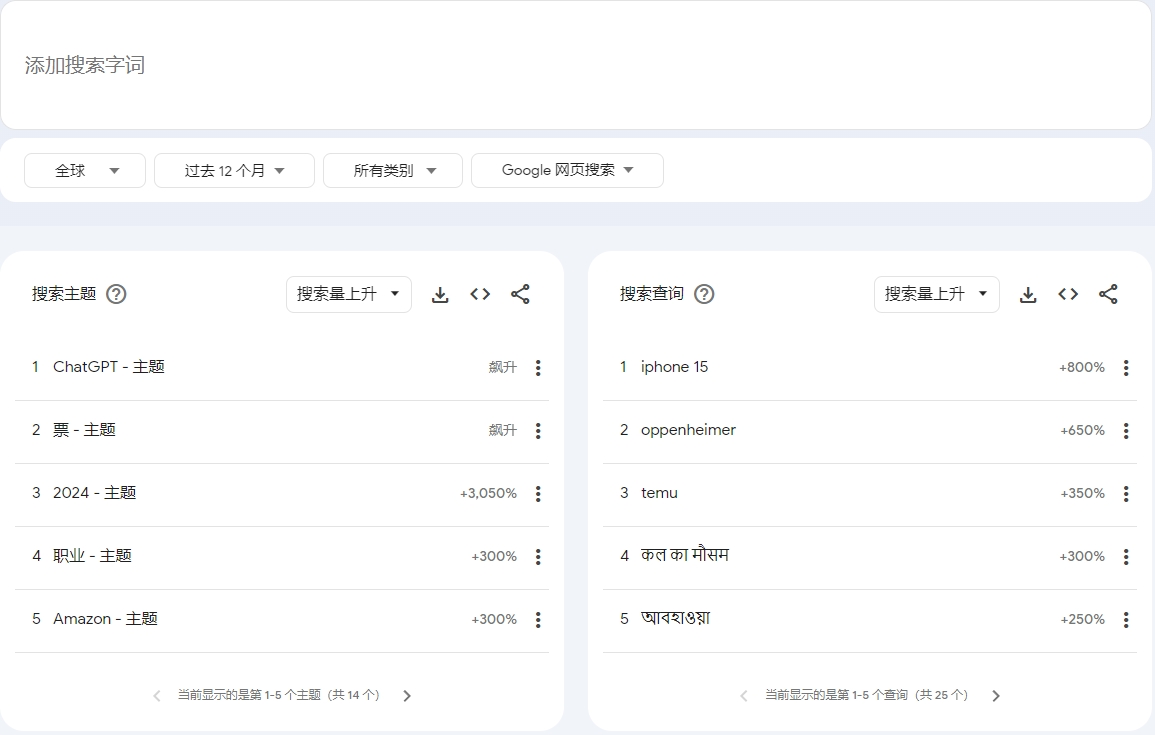 添加搜索字词
全球 过去 12 个月 所有类别 Google 网页搜索
搜索主题 搜索量上升
1 ChatGPT - 主题 飙升
2 票 - 主题 飙升
3 2024 - 主题 +3,050%
4 职业 - 主题 +300%
5 Amazon - 主题 +300%
当前显示的是第 1-5 个主题（共 14 个）
搜索查询 搜索量上升
1 iphone 15 +800%
2 oppenheimer +650%
3 temu +350%
4 कल का मौसम +300%
5 আবহাওয়া +250%
当前显示的是第 1-5 个查询（共 25 个）